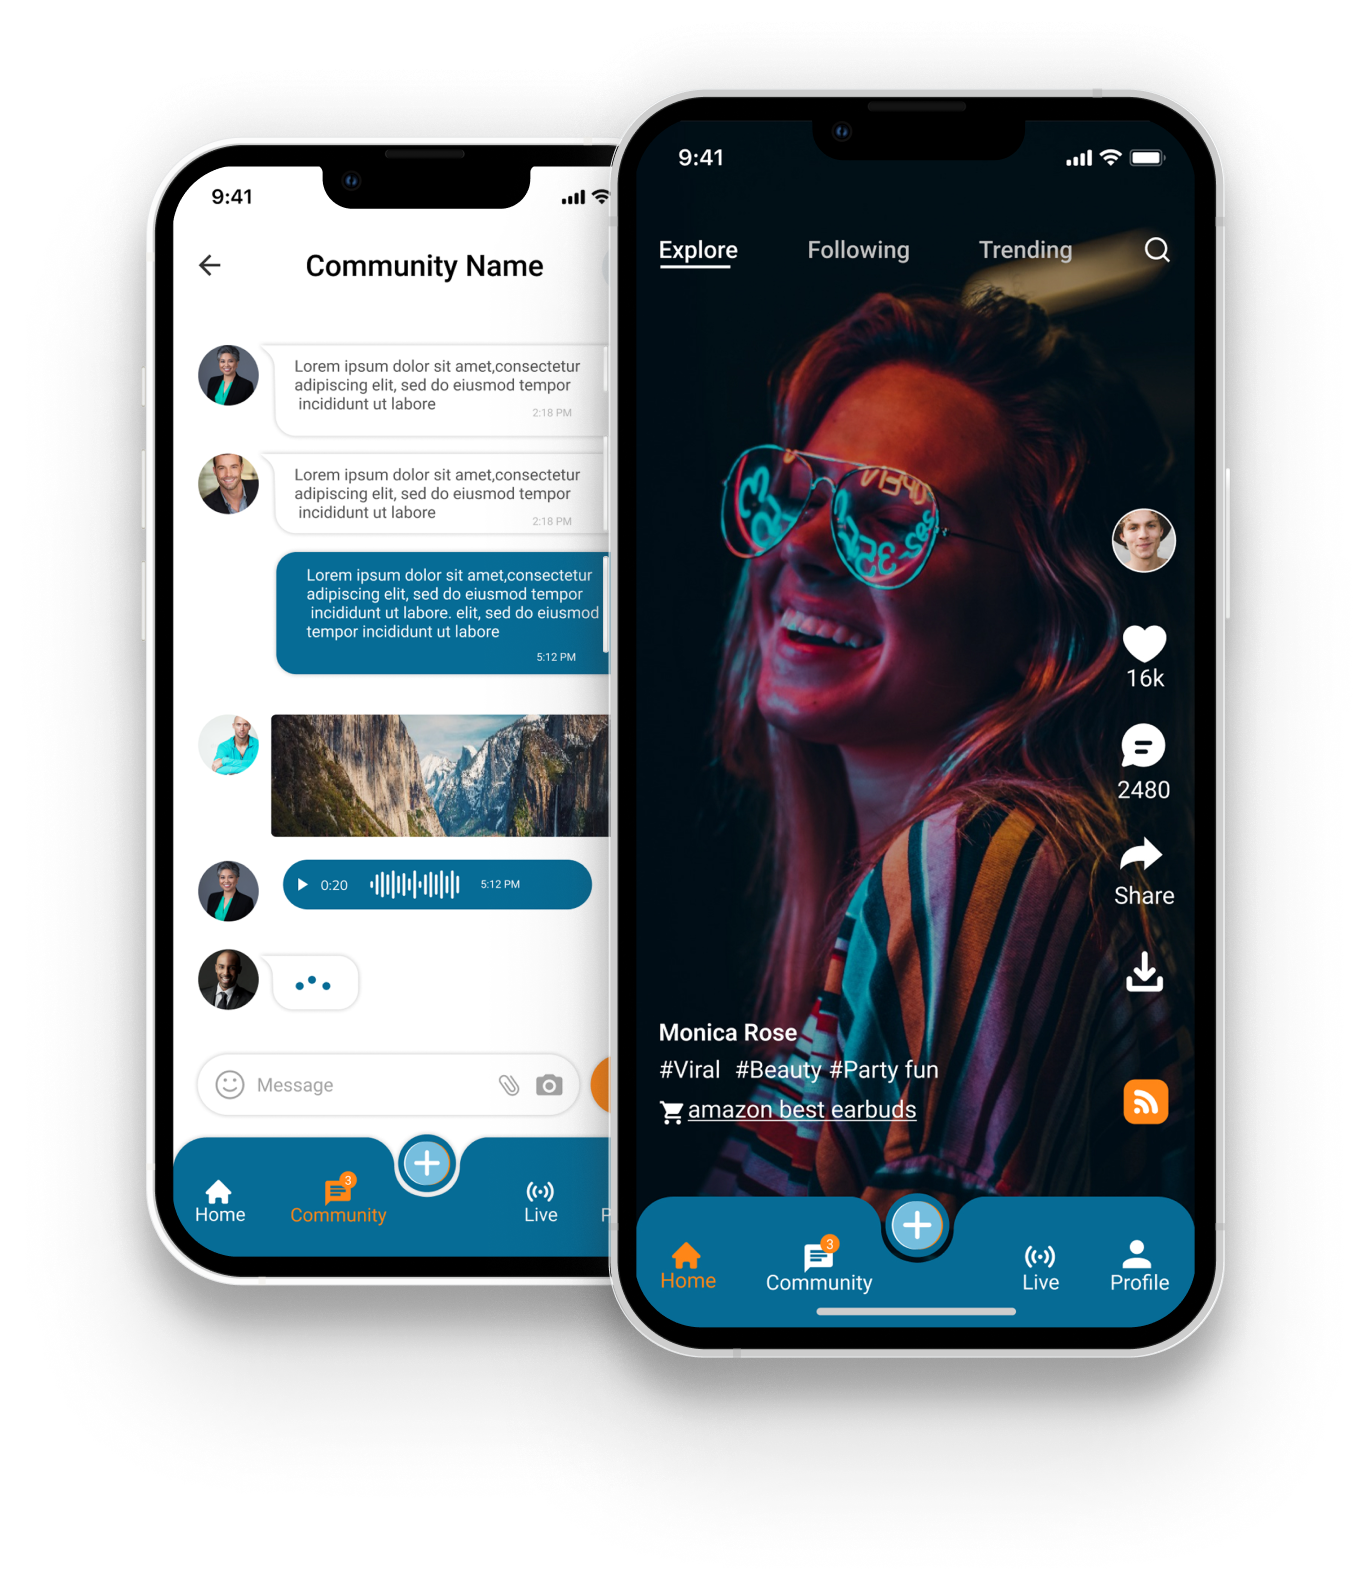 9:41
Community Name
Lorem ipsum dolor sit amet,consectetur
adipiscing elit, sed do eiusmod tempor
incididunt ut labore
2:18 PM
Lorem ipsum dolor sit amet,consectetur
adipiscing elit, sed do eiusmod tempor
incididunt ut labore
2:18 PM
Lorem ipsum dolor sit amet,consectetur
adipiscing elit, sed do eiusmod tempor
incididunt ut labore. elit, sed do eiusmod
tempor incididunt ut labore
5:12 PM
0:20
5:12 PM
Message
3
Home
Community
Live
P
9:41
Explore
Following
Trending
OPEN
16k
2480
Share
Monica Rose
#Viral #Beauty #Party fun
amazon best earbuds
3
Home
Community
Live
Profile